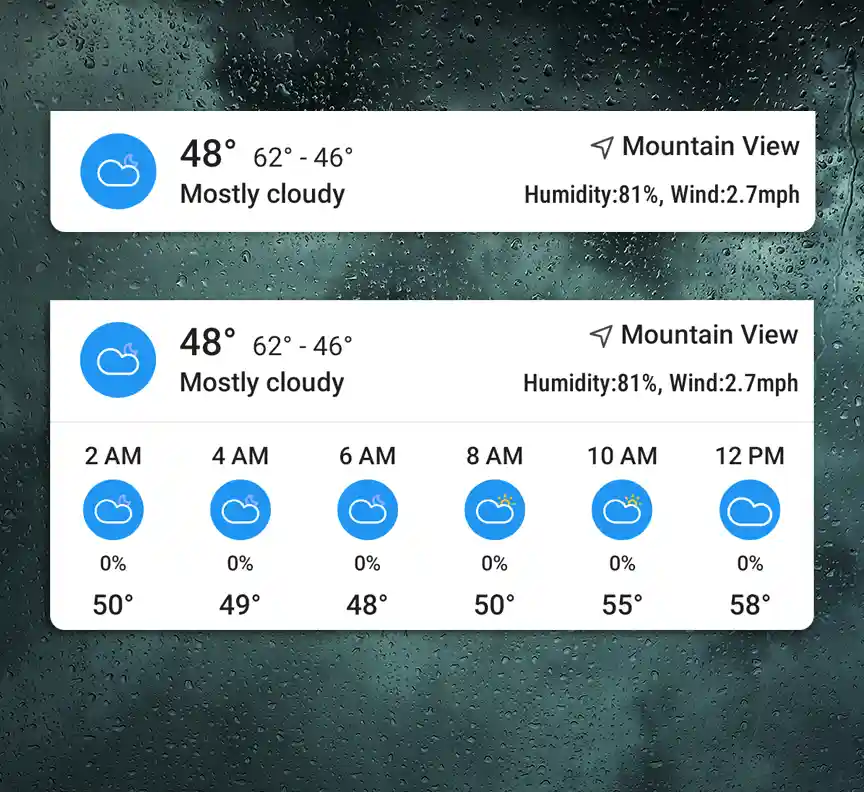 48° 62° - 46°
Mostly cloudy
Mountain View
Humidity:81%, Wind:2.7mph
48° 62° - 46°
Mostly cloudy
Mountain View
Humidity:81%, Wind:2.7mph
2 AM 4 AM 6 AM 8 AM 10 AM 12 PM
0% 0% 0% 0% 0% 0%
50° 49° 48° 50° 55° 58°